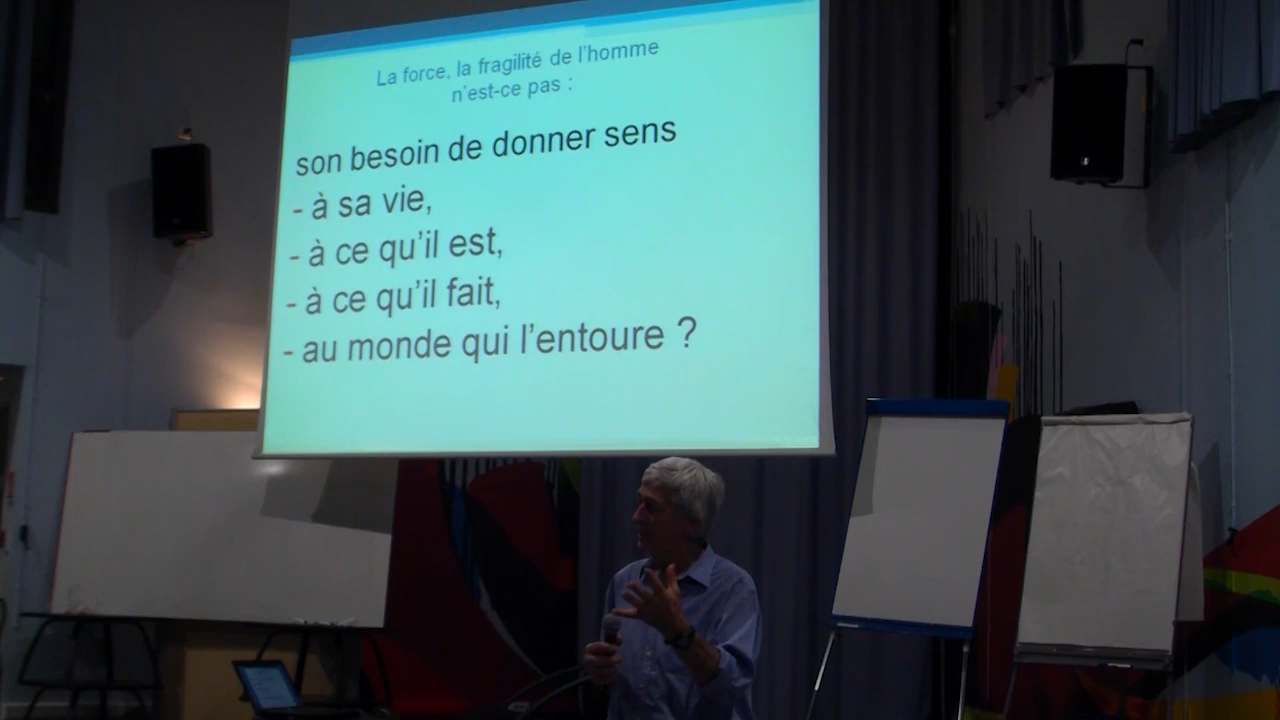 La force, la fragilité de l'homme
n'est-ce pas :
son besoin de donner sens
- à sa vie,
- à ce qu'il est,
- à ce qu'il fait,
- au monde qui l'entoure ?